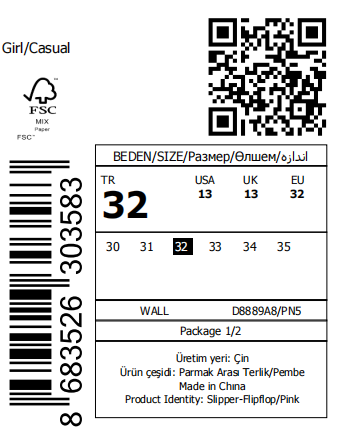 Girl/Casual
FSC
MIX
Paper
FSC™
BEDEN/SIZE/Размер/Өлшем/اندازه
TR USA UK EU
32 13 13 32
30 31 32 33 34 35
WALL D8889A8/PN5
Package 1/2
Üretim yeri: Çin
Ürün çeşidi: Parmak Arası Terlik/Pembe
Made in Chına
Product Identity: Slipper-Flipflop/Pink
8 683526 303583